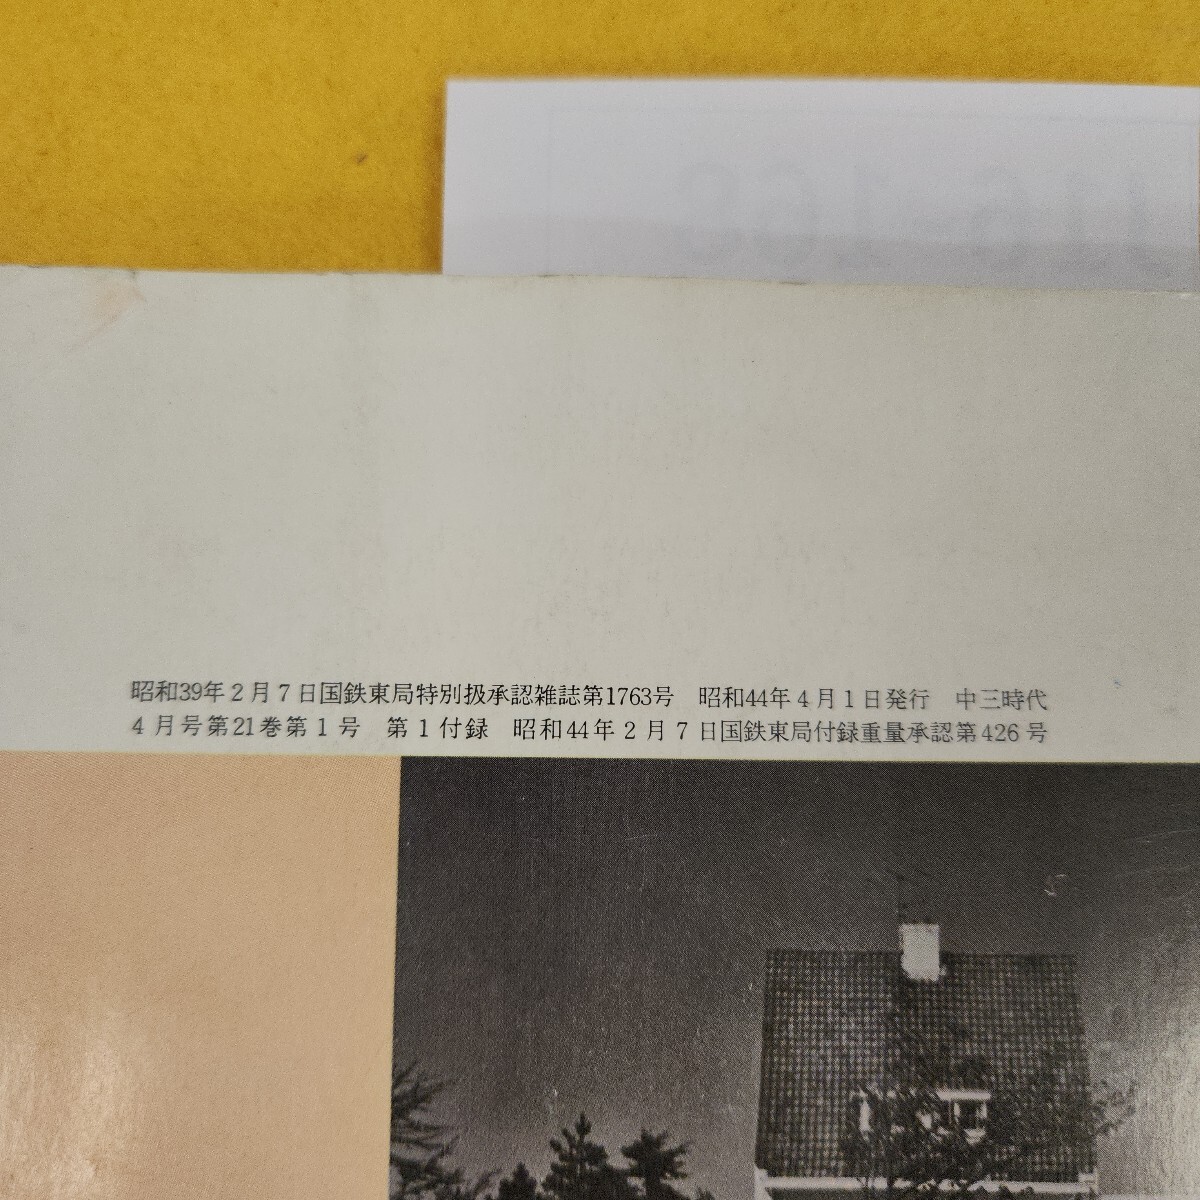 昭和39年2月7日国鉄東局特別扱承認雑誌第1763号　昭和44年4月1日発行　中三時代
4月号第21巻第1号　第1付録　昭和44年2月7日国鉄東局付録重量承認第426号